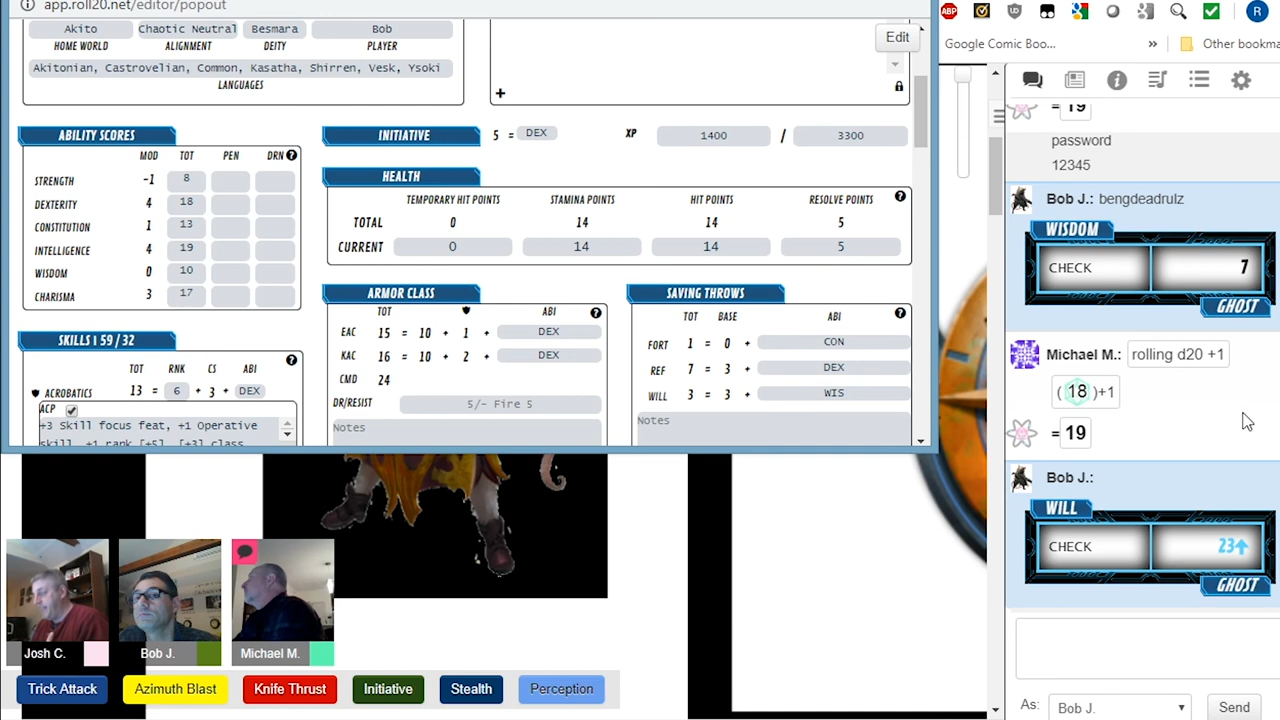 app.roll20.net/editor/popout
Akito Chaotic Neutral Besmara Bob
HOME WORLD ALIGNMENT DEITY PLAYER
Akitonian, Castrovelian, Common, Kasatha, Shirren, Vesk, Ysoki
LANGUAGES
Edit
+
ABILITY SCORES
MOD TOT PEN DRN ?
STRENGTH -1 8
DEXTERITY 4 18
CONSTITUTION 1 13
INTELLIGENCE 4 19
WISDOM 0 10
CHARISMA 3 17
INITIATIVE 5 = DEX XP 1400 / 3300
HEALTH
TEMPORARY HIT POINTS STAMINA POINTS HIT POINTS RESOLVE POINTS ?
TOTAL 0 14 14 5
CURRENT 0 14 14 5
SKILLS | 59 / 32
TOT RNK CS ABI ?
ACROBATICS 13 = 6 + 3 + DEX
ACP
+3 Skill focus feat, +1 Operative
skill, +1 rank [+5] [+3] class
ARMOR CLASS
TOT ABI ?
EAC 15 = 10 + 1 + DEX
KAC 16 = 10 + 2 + DEX
CMD 24
DR/RESIST 5/- Fire 5
Notes
SAVING THROWS
TOT BASE ABI ?
FORT 1 = 0 + CON
REF 7 = 3 + DEX
WILL 3 = 3 + WIS
Notes
Josh C.
Bob J.
Michael M.
Trick Attack Azimuth Blast Knife Thrust Initiative Stealth Perception
ABP R
Google Comic Boo... » Other bookma
= 19
password
12345
Bob J.: bengdeadrulz
WISDOM
CHECK 7
GHOST
Michael M.: rolling d20 +1
(18)+1
= 19
Bob J.:
WILL
CHECK 23
GHOST
As: Bob J. Send